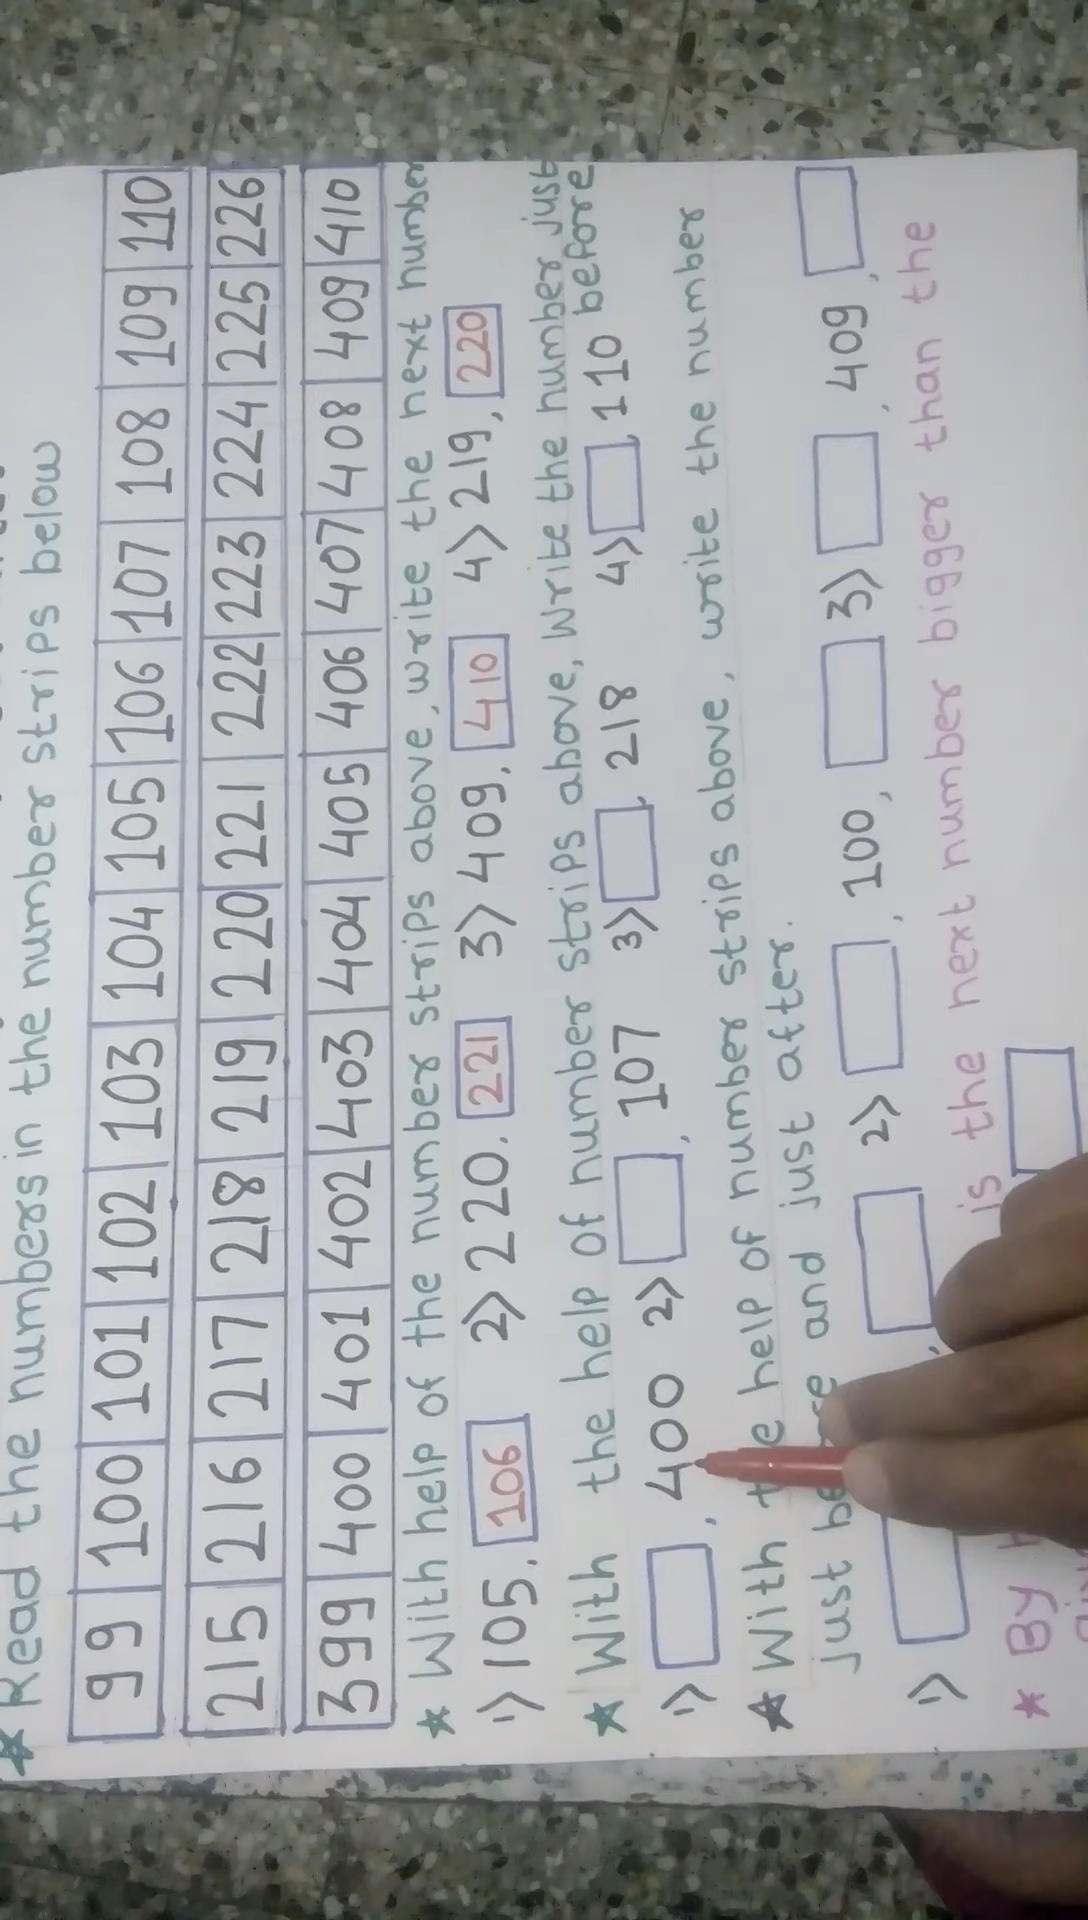 * Read the numbers in the number strips below
99 100 101 102 103 104 105 106 107 108 109 110
215 216 217 218 219 220 221 222 223 224 225 226
399 400 401 402 403 404 405 406 407 408 409 410
* With help of the number strips above, write the next number
1) 105, 106 2) 220, 221 3) 409, 410 4) 219, 220
* With the help of number strips above, Write the number just before
1) , 400 2) , 107 3) , 218 4) , 110
* With the help of number strips above, write the number
Just before and just after.
1) , 2) , 100, 3) , 409,
* By is the next number bigger than the